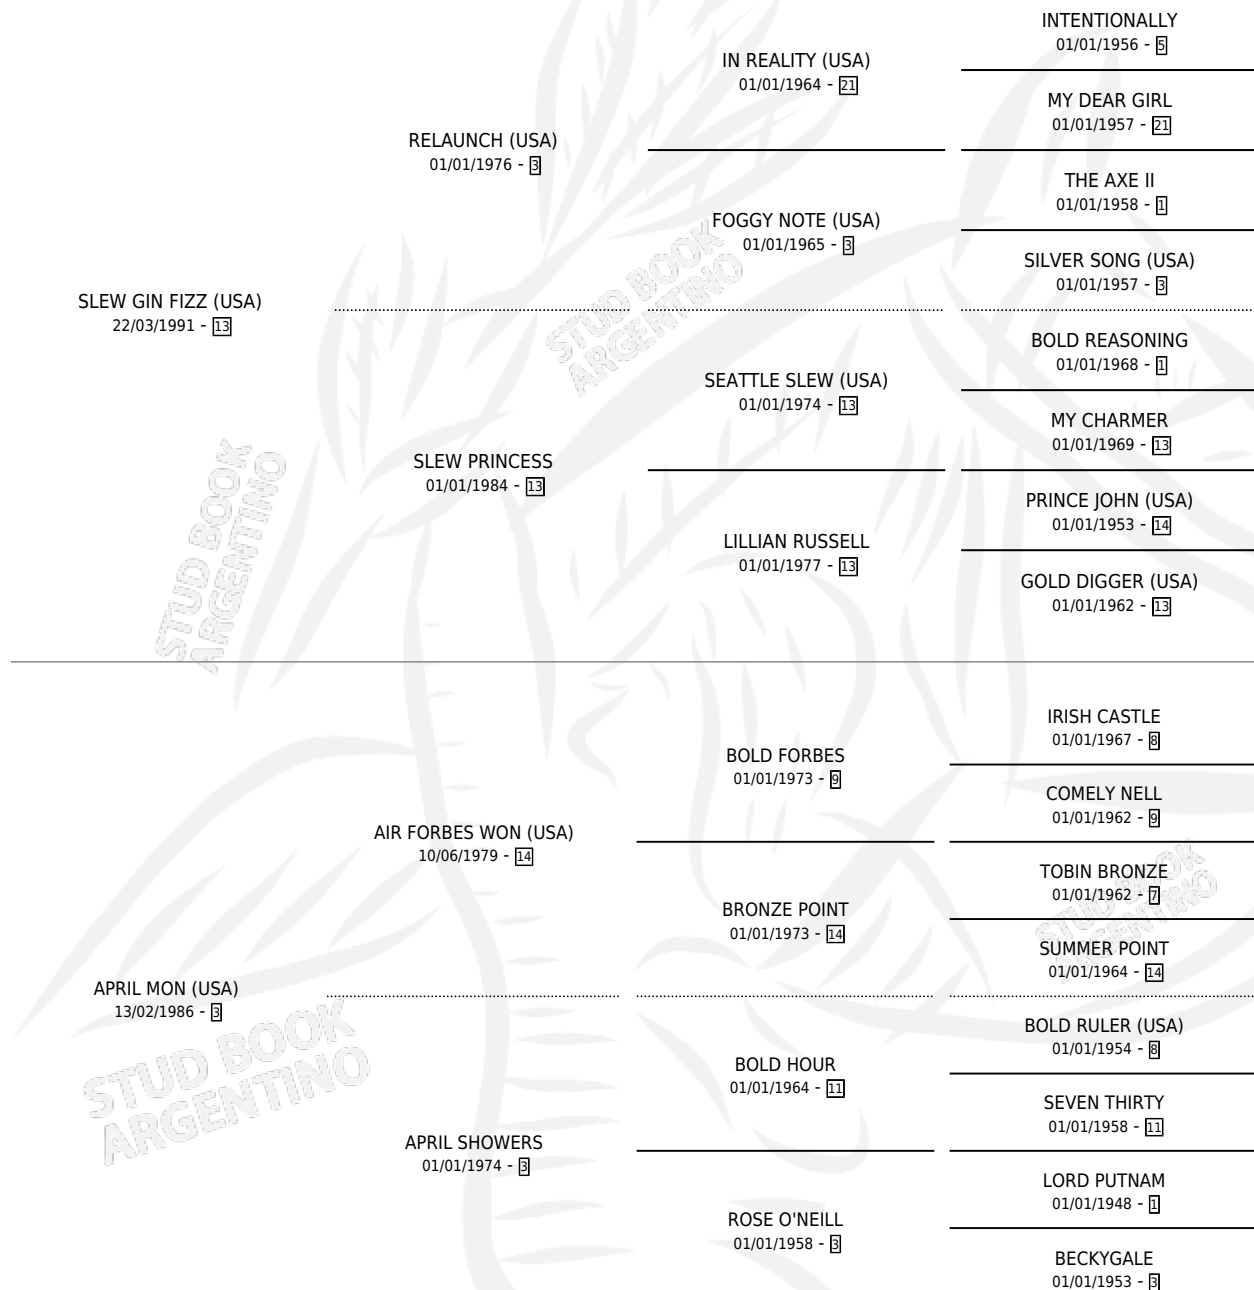 INTENTIONALLY
01/01/1956 - 5
IN REALITY (USA)
01/01/1964 - 21
MY DEAR GIRL
01/01/1957 - 21
RELAUNCH (USA)
01/01/1976 - 3
THE AXE II
01/01/1958 - 1
FOGGY NOTE (USA)
01/01/1965 - 3
SILVER SONG (USA)
01/01/1957 - 3
SLEW GIN FIZZ (USA)
22/03/1991 - 13
BOLD REASONING
01/01/1968 - 1
SEATTLE SLEW (USA)
01/01/1974 - 13
MY CHARMER
01/01/1969 - 13
SLEW PRINCESS
01/01/1984 - 13
PRINCE JOHN (USA)
01/01/1953 - 14
LILLIAN RUSSELL
01/01/1977 - 13
GOLD DIGGER (USA)
01/01/1962 - 13
IRISH CASTLE
01/01/1967 - 8
BOLD FORBES
01/01/1973 - 9
COMELY NELL
01/01/1962 - 9
AIR FORBES WON (USA)
10/06/1979 - 14
TOBIN BRONZE
01/01/1962 - 7
BRONZE POINT
01/01/1973 - 14
SUMMER POINT
01/01/1964 - 14
APRIL MON (USA)
13/02/1986 - 3
BOLD RULER (USA)
01/01/1954 - 8
BOLD HOUR
01/01/1964 - 11
SEVEN THIRTY
01/01/1958 - 11
APRIL SHOWERS
01/01/1974 - 3
LORD PUTNAM
01/01/1948 - 1
ROSE O'NEILL
01/01/1958 - 3
BECKYGALE
01/01/1953 - 3
STUD BOOK
ARGENTINO
STUD BOOK
ARGENTINO
STUD BOOK
ARGENTINO
STUD BOOK
ARGENTINO